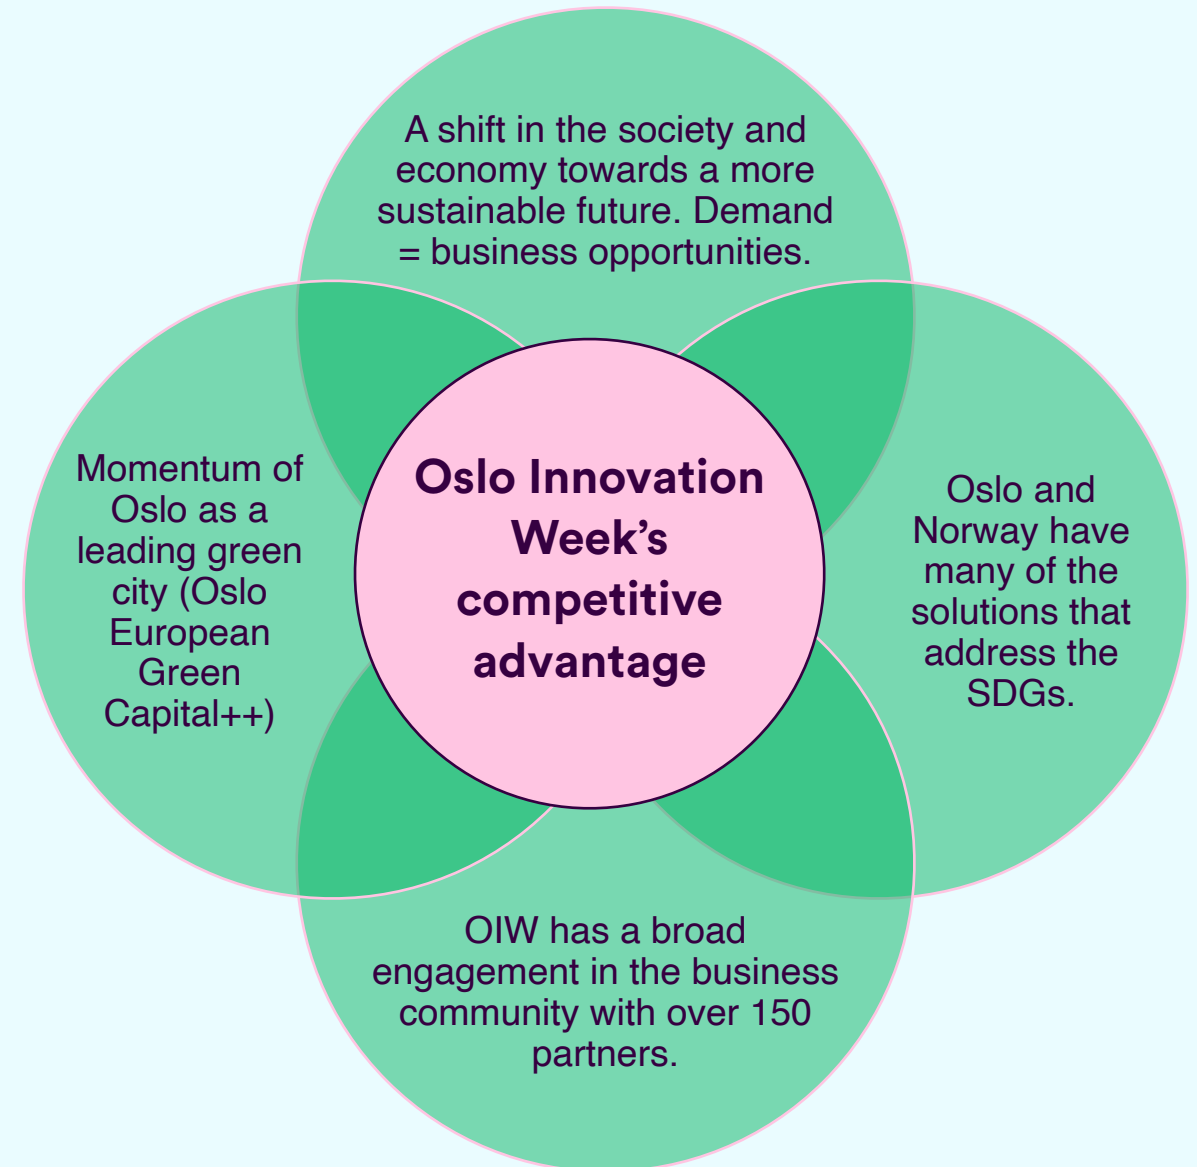 A shift in the society and
economy towards a more
sustainable future. Demand
= business opportunities.
Momentum of
Oslo as a
leading green
city (Oslo
European
Green
Capital++)
Oslo Innovation
Week’s
competitive
advantage
Oslo and
Norway have
many of the
solutions that
address the
SDGs.
OIW has a broad
engagement in the business
community with over 150
partners.